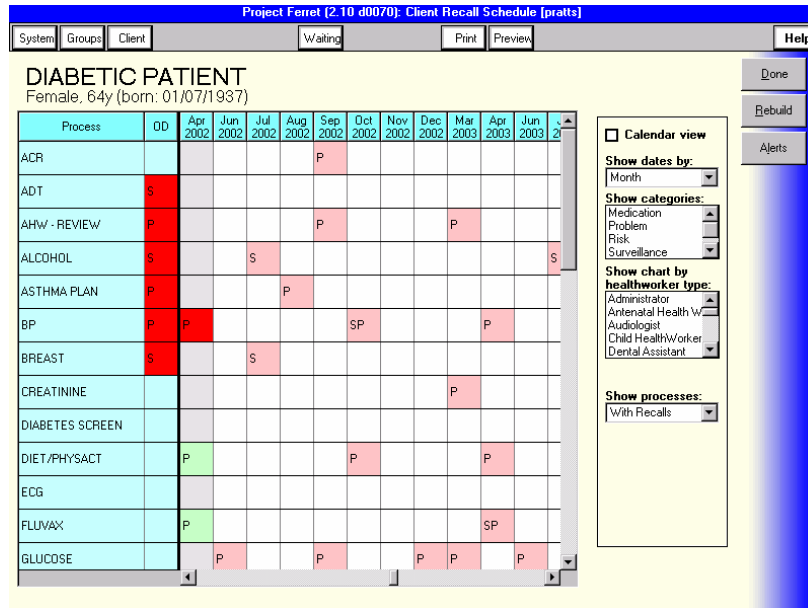 Project Ferret (2.10 d0070): Client Recall Schedule [pratts]
System Groups Client Waiting Print Preview Help
DIABETIC PATIENT
Female, 64y (born: 01/07/1937)
Process OD Apr 2002 Jun 2002 Jul 2002 Aug 2002 Sep 2002 Oct 2002 Nov 2002 Dec 2002 Mar 2003 Apr 2003 Jun 2003
ACR P
ADT S
AHW - REVIEW P P P
ALCOHOL S S S
ASTHMA PLAN P P
BP P P SP P
BREAST S S
CREATININE P
DIABETES SCREEN
DIET/PHYSACT P P P
ECG
FLUVAX P SP
GLUCOSE P P P P P
Calendar view
Show dates by:
Month
Show categories:
Medication
Problem
Risk
Surveillance
Show chart by
healthworker type:
Administrator
Antenatal Health W
Audiologist
Child HealthWorker
Dental Assistant
Show processes:
With Recalls
Done
Rebuild
Alerts